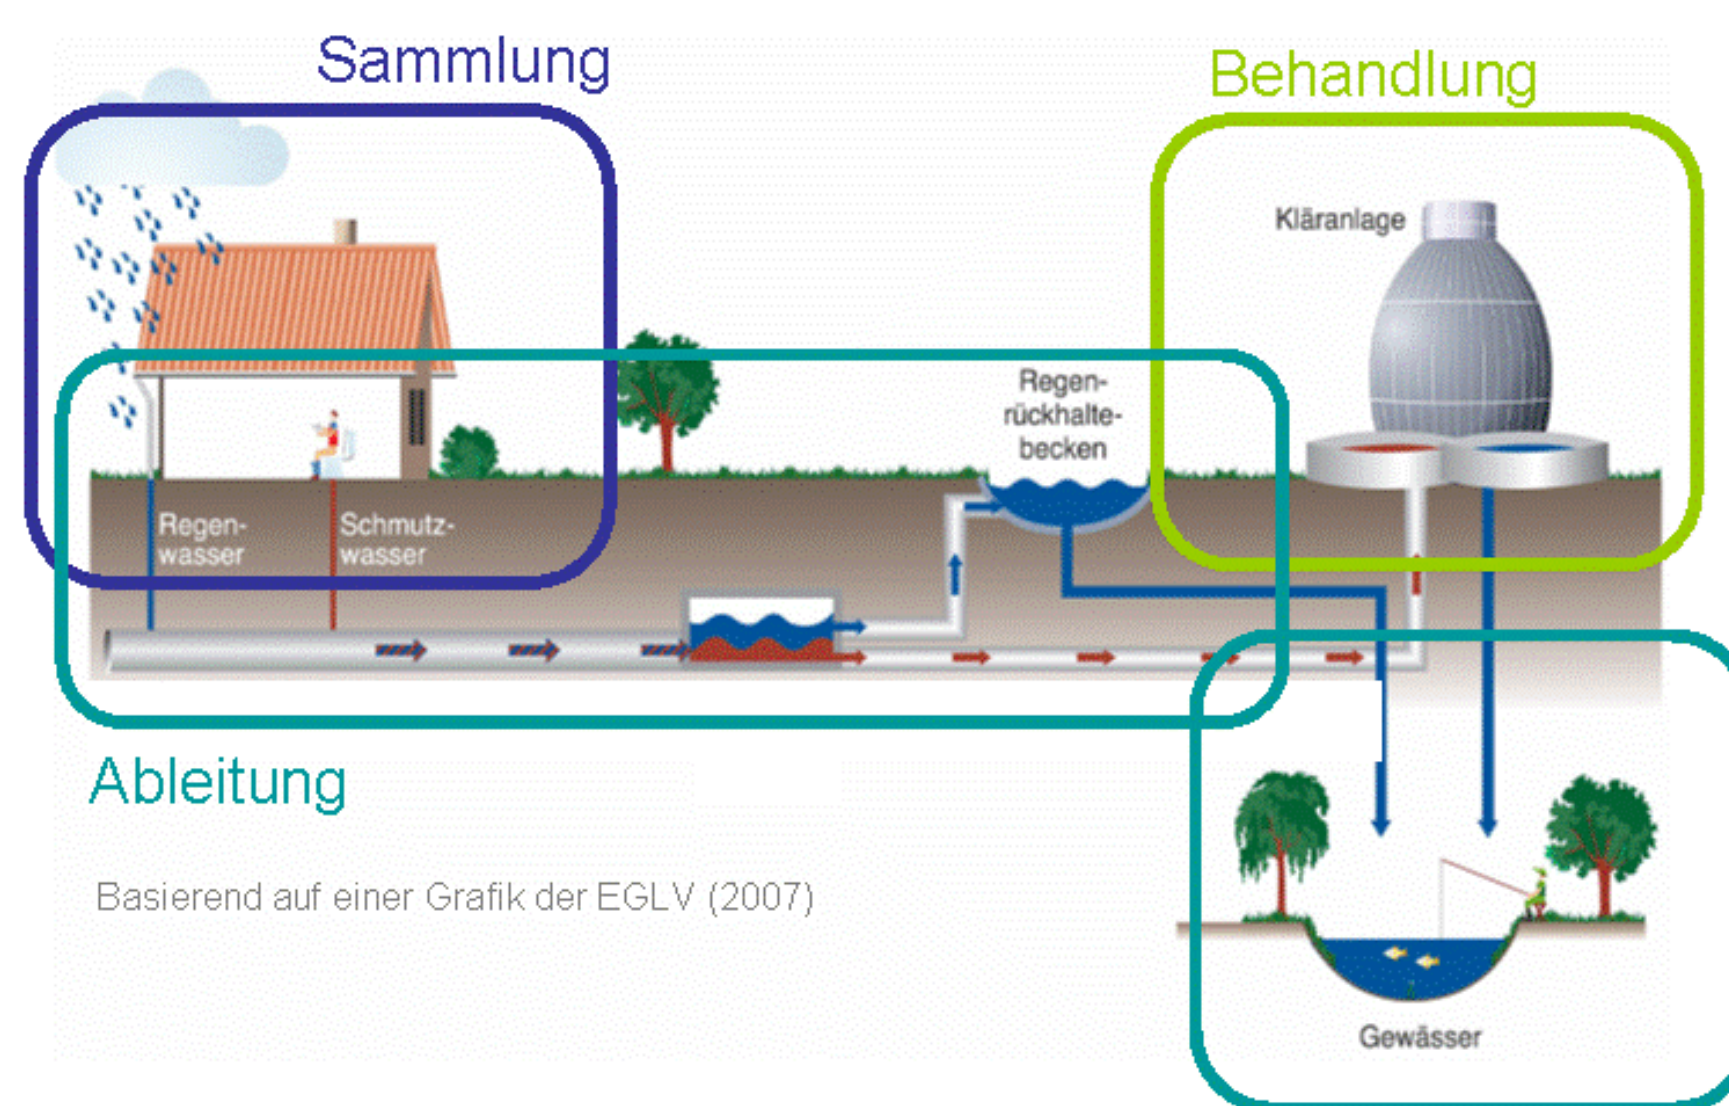 Sammlung
Behandlung
Kläranlage
Regen-
rückhalte-
becken
Regen-
wasser
Schmutz-
wasser
Ableitung
Basierend auf einer Grafik der EGLV (2007)
Gewässer